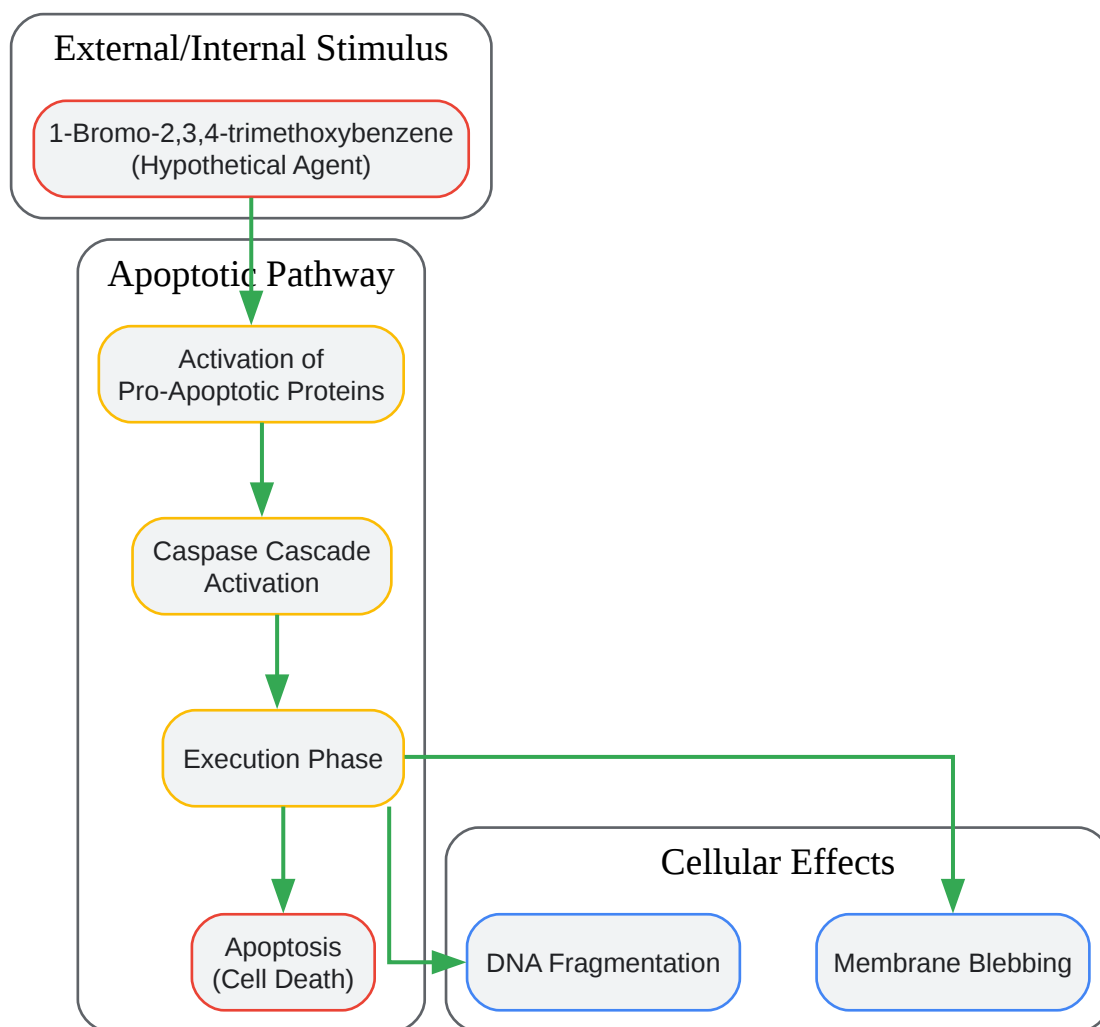 External/Internal Stimulus
1-Bromo-2,3,4-trimethoxybenzene
(Hypothetical Agent)
Apoptotic Pathway
Activation of
Pro-Apoptotic Proteins
Caspase Cascade
Activation
Execution Phase
Cellular Effects
Apoptosis
(Cell Death)
DNA Fragmentation
Membrane Blebbing